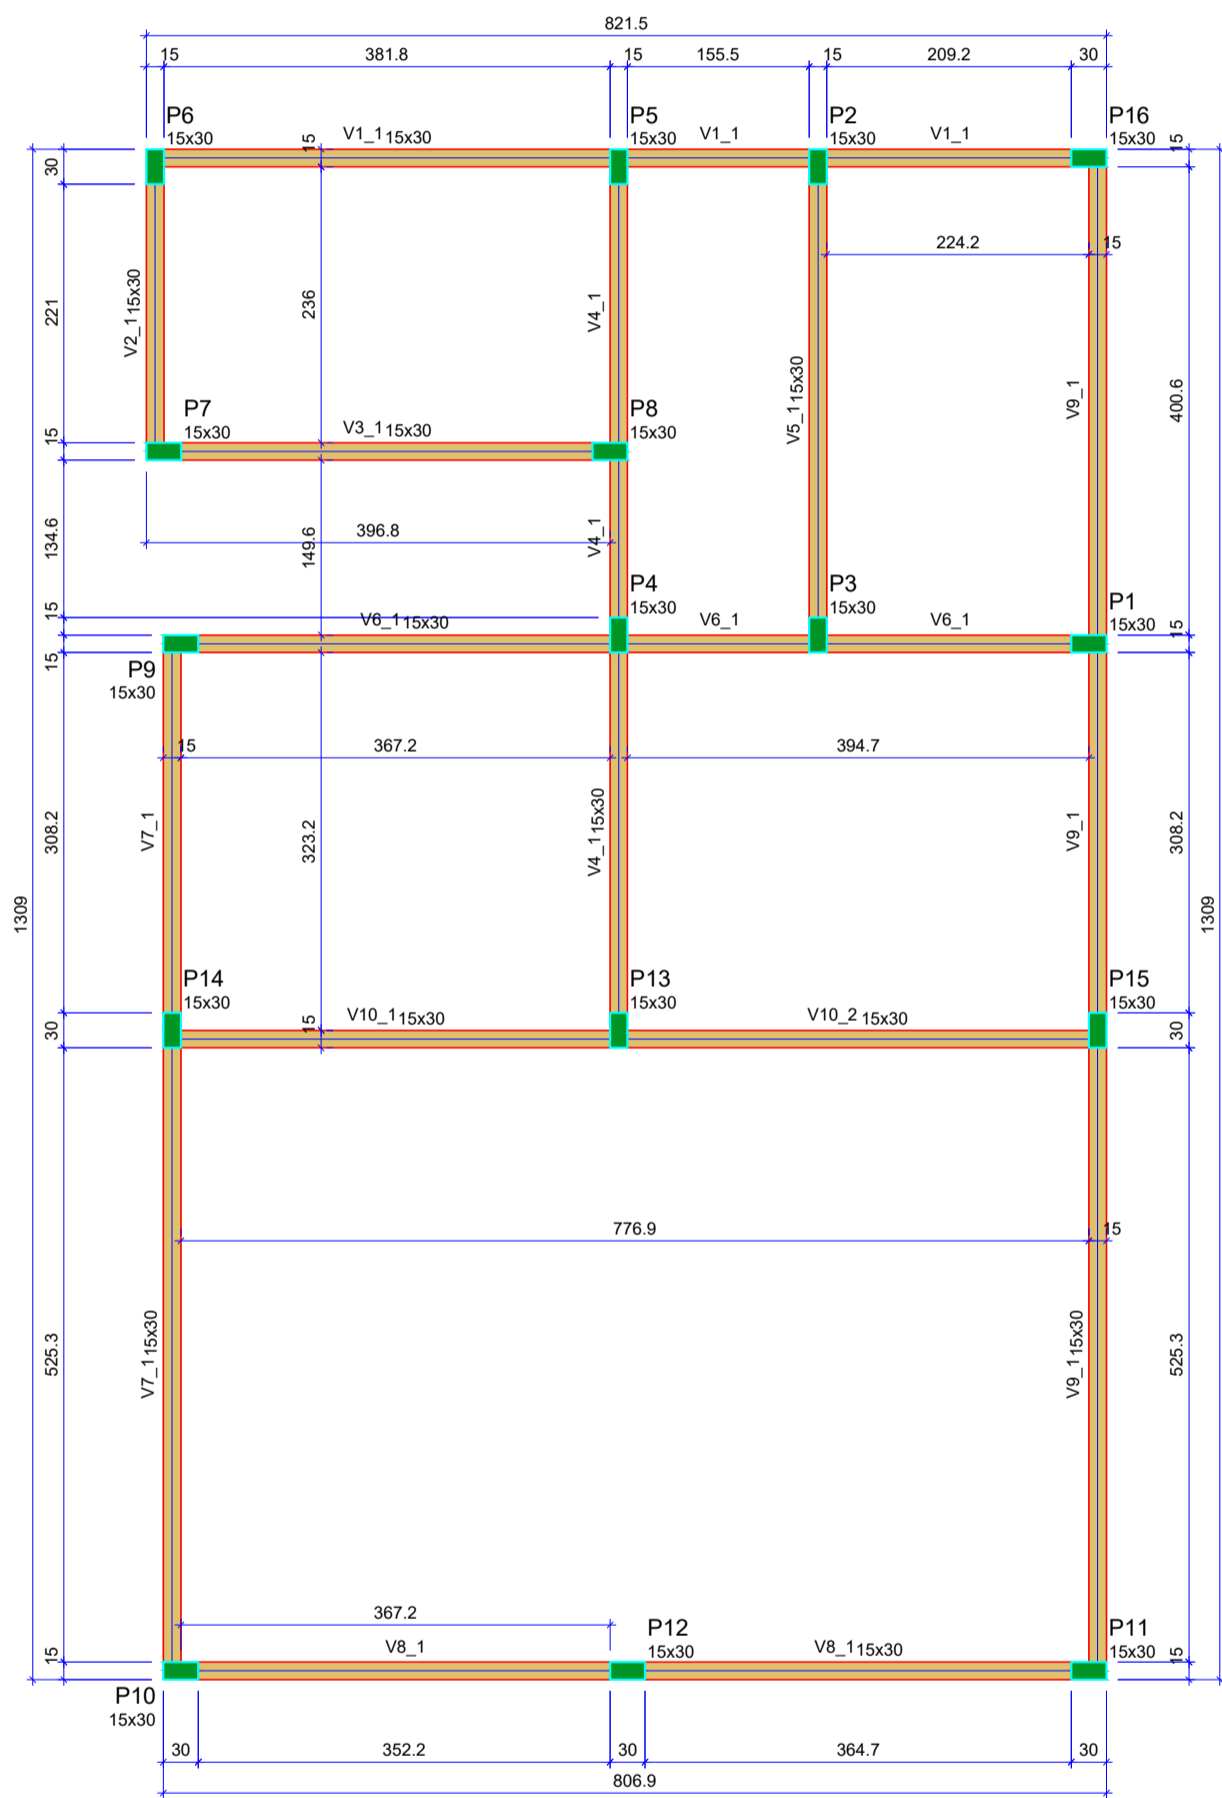 821.5
15 381.8 15 155.5 15 209.2 30
P6 P5 P2 P16
15x30 V1_1 15x30 15x30 V1_1 15x30 V1_1 15x30
15 15
30
224.2 15
221
V2_1 15x30
236
V4_1
V5_1 15x30
V9_1
400.6
P7 P8
15x30 V3_1 15x30 15x30
15
396.8
134.6
149.6
V4_1
P4 P3 P1
15x30 15x30 15x30
15 V6_1 15x30 V6_1 V6_1 15
15
P9
15x30
15 367.2 394.7
308.2
V7_1
323.2
V4_1 15x30
V9_1
308.2
1309 1309
P14 P13 P15
15x30 15x30 15x30
30 V10_1 15x30 15 V10_2 15x30 30
776.9 15
525.3
V7_1 15x30
V9_1 15x30
525.3
367.2
P12 P11
15 V8_1 15x30 V8_1 15x30 15x30 15
P10
15x30
30 352.2 30 364.7 30
806.9